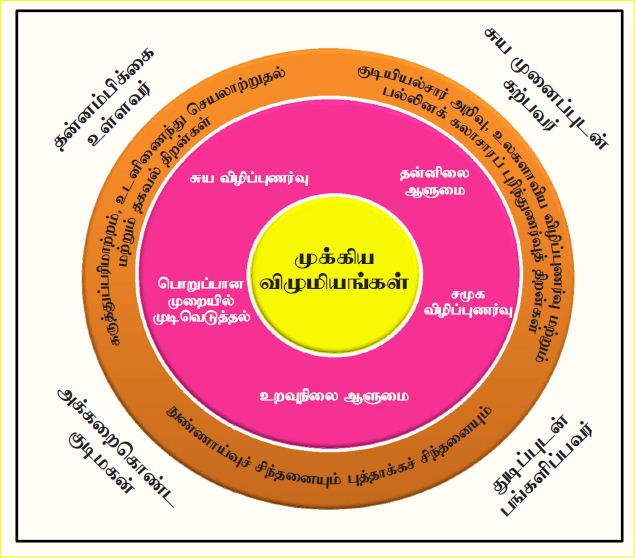 தன்னம்பிக்கை
உள்ளவர்
சுய முனைப்புடன்
கற்பவர்
கருத்துப்பரிமாற்றம், உடனிணைந்து செயலாற்றுதல்
மற்றும் தகவல் திறன்கள்
குடியியல்சார் அறிவு, உலகளாவிய விழிப்புணர்வு மற்றும்
பல்லினக் கலாசாரப் புரிந்துணர்வுத் திறன்கள்
சுய விழிப்புணர்வு
தன்னிலை
ஆளுமை
முக்கிய
விழுமியங்கள்
பொறுப்பான
முறையில்
முடிவெடுத்தல்
சமூக
விழிப்புணர்வு
உறவுநிலை ஆளுமை
நுண்ணாய்வுச் சிந்தனையும் புத்தாக்கச் சிந்தனையும்
அக்கறைகொண்ட
குடிமகன்
துடிப்புடன்
பங்களிப்பவர்